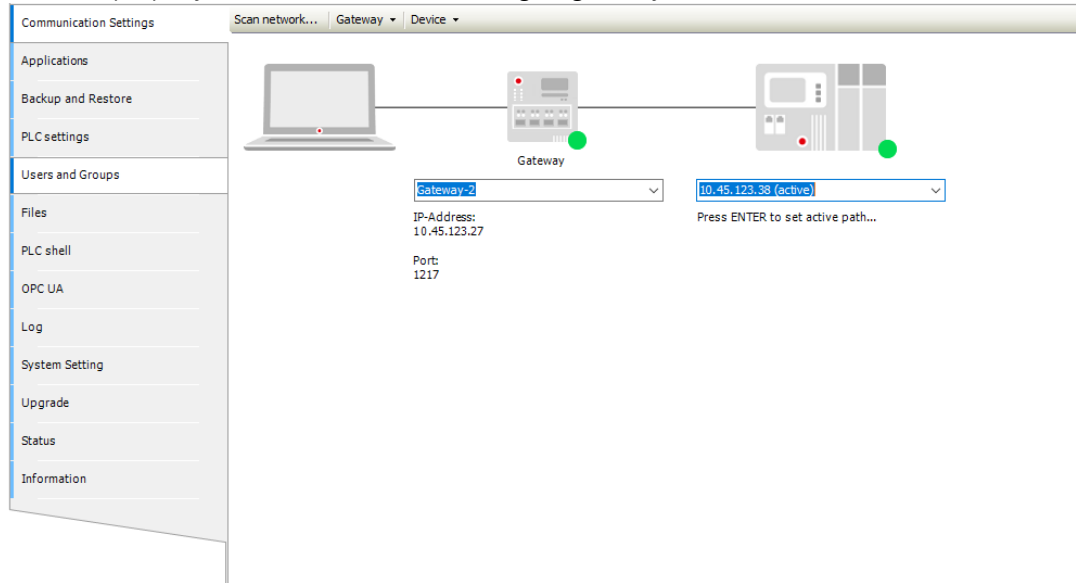 Communication Settings
Scan network... Gateway Device
Applications
Backup and Restore
PLC settings
Users and Groups
Files
PLC shell
OPC UA
Log
System Setting
Upgrade
Status
Information
Gateway
Gateway-2
IP-Address:
10.45.123.27
Port:
1217
10.45.123.38 (active)
Press ENTER to set active path...